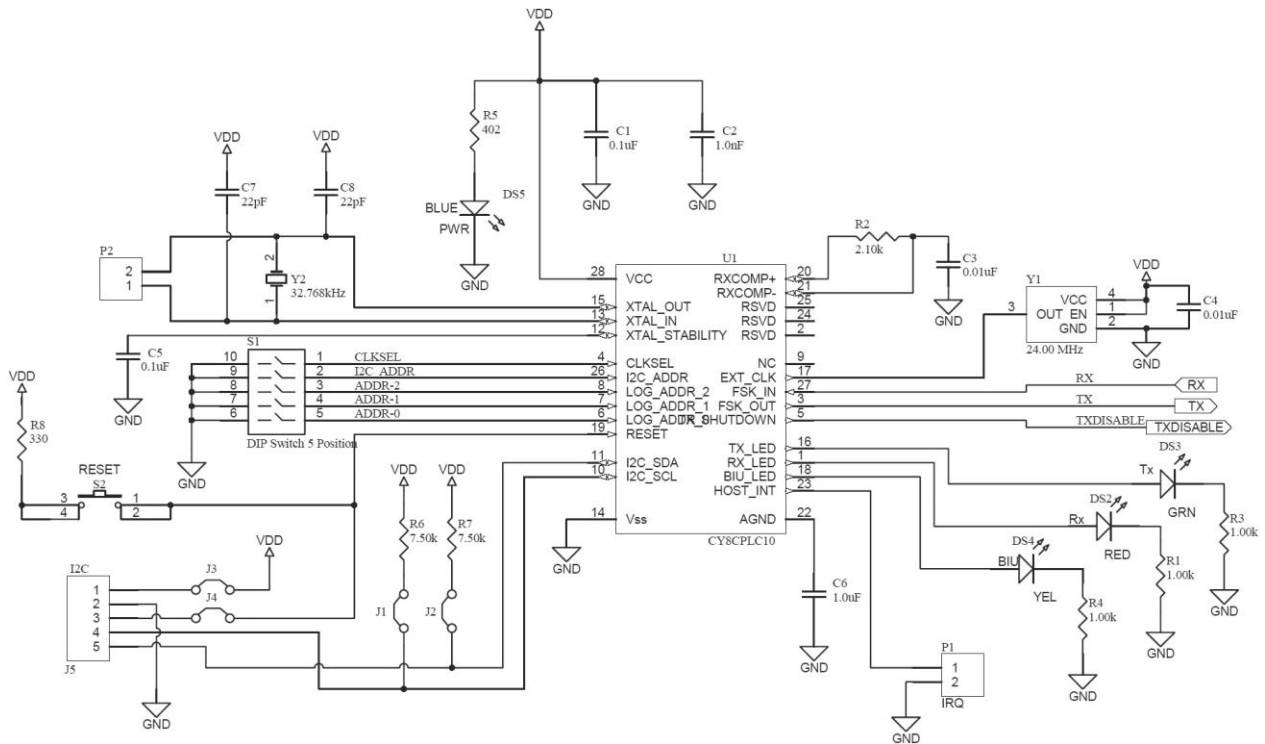 VDD
R5
402
C1
0.1uF
C2
1.0nF
GND
GND
BLUE
DS5
PWR
GND
VDD
VDD
C7
22pF
C8
22pF
P2
2
1
2
Y2
32.768kHz
1
C5
0.1uF
GND
S1
10
9
8
7
6
1
2
3
4
5
CLKSEL
I2C_ADDR
ADDR-2
ADDR-1
ADDR-0
DIP Switch 5 Position
GND
VDD
R8
330
RESET
S2
3
4
1
2
I2C
1
2
3
4
5
J5
J3
J4
VDD
GND
VDD
VDD
R6
7.50k
R7
7.50k
J1
J2
U1
28 VCC
15 XTAL_OUT
13 XTAL_IN
12 XTAL_STABILITY
4 CLKSEL
26 I2C_ADDR
8 LOG_ADDR_2
7 LOG_ADDR_1
6 LOG_ADDR_0
19 RESET
11 I2C_SDA
10 I2C_SCL
14 Vss
GND
RXCOMP+ 20
RXCOMP- 21
RSVD 25
RSVD 24
RSVD 2
NC 9
EXT_CLK 17
FSK_IN 27
FSK_OUT 3
TX_SHUTDOWN 5
TX_LED 16
RX_LED 1
BIU_LED 18
HOST_INT 23
AGND 22
CY8CPLC10
C6
1.0uF
GND
R2
2.10k
C3
0.01uF
GND
Y1
3
VCC
OUT EN
GND
4
1
2
24.00 MHz
VDD
C4
0.01uF
GND
RX
RX
TX
TX
TXDISABLE
TXDISABLE
DS3
Tx
GRN
R3
1.00k
GND
DS2
Rx
RED
R1
1.00k
GND
DS4
BIU
YEL
R4
1.00k
GND
P1
1
2
IRQ
GND